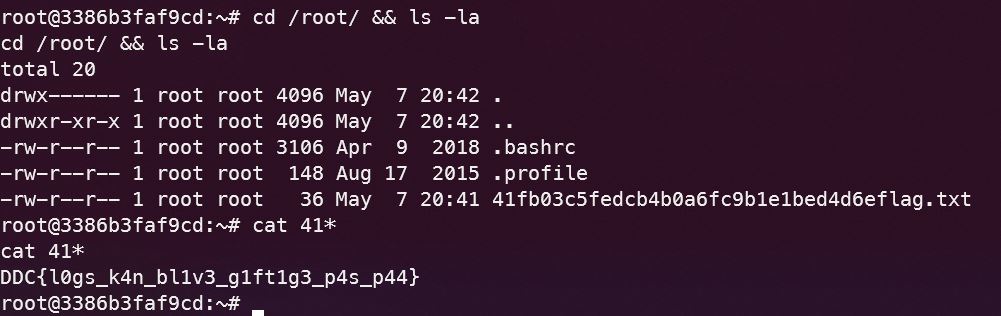 root@3386b3faf9cd:~# cd /root/ && ls -la
cd /root/ && ls -la
total 20
drwx------ 1 root root 4096 May  7 20:42 .
drwxr-xr-x 1 root root 4096 May  7 20:42 ..
-rw-r--r-- 1 root root 3106 Apr  9  2018 .bashrc
-rw-r--r-- 1 root root  148 Aug 17  2015 .profile
-rw-r--r-- 1 root root   36 May  7 20:41 41fb03c5fedcb4b0a6fc9b1e1bed4d6eflag.txt
root@3386b3faf9cd:~# cat 41*
cat 41*
DDC{l0gs_k4n_bl1v3_g1ft1g3_p4s_p44}
root@3386b3faf9cd:~#